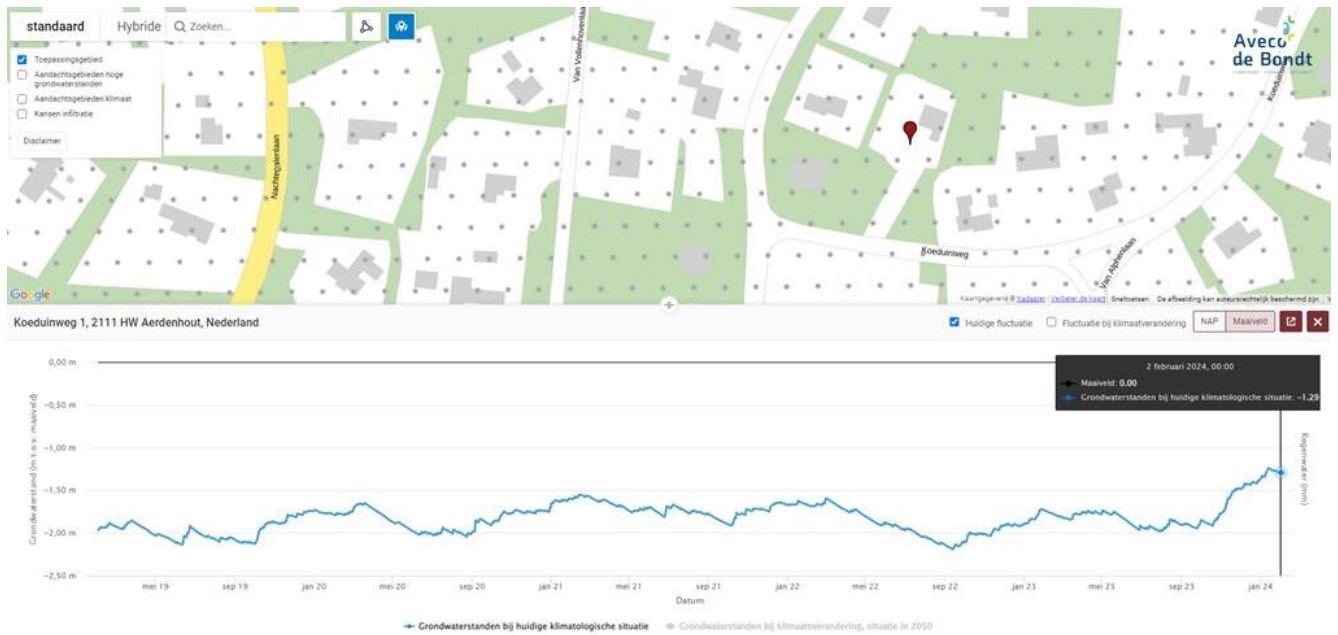 standaard
Hybride
Zoeken...
Toepassingsgebied
Aandachtsgebieden hoge
grondwaterstanden
Aandachtsgebieden klimaat
Kansen infiltratie
Disclaimer
Nachtegalenlaan
Van Vollenhovenlaan
Koeduinweg
Van Alphenlaan
Aveco
de Bondt
Google
Kaartgegevens © Kadaster
Verbeter de kaart
Sneltoetsen
De afbeelding kan auteursrechtelijk beschermd zijn
Koeduinweg 1, 2111 HW Aerdenhout, Nederland
Huidige fluctuatie
Fluctuatie bij klimaatverandering
NAP
Maaiveld
2 februari 2024, 00:00
Maaiveld: 0.00
Grondwaterstanden bij huidige klimatologische situatie: -1.29
Grondwaterstand (m t.o.v. maaiveld)
0,00 m
-0,50 m
-1,00 m
-1,50 m
-2,00 m
-2,50 m
Regenwater (mm)
mei 19
sep 19
jan 20
mei 20
sep 20
jan 21
mei 21
sep 21
jan 22
mei 22
sep 22
jan 23
mei 23
sep 23
jan 24
Datum
Grondwaterstanden bij huidige klimatologische situatie
Grondwaterstanden bij klimaatsverandering, situatie in 2050